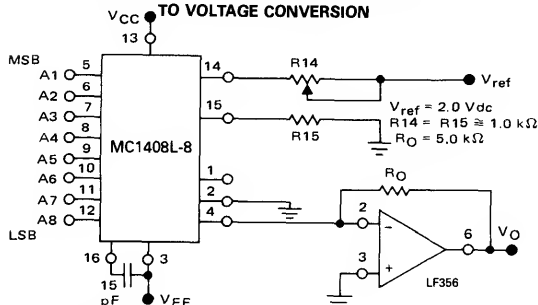 TO VOLTAGE CONVERSION
VCC
13
MSB
A1 5
A2 6
A3 7
A4 8
A5 9
A6 10
A7 11
A8 12
LSB
MC1408L-8
14
15
1
2
4
16
3
15
pF
VEE
R14
R15
Vref
Vref = 2.0 Vdc
R14 = R15 ≅ 1.0 kΩ
RO = 5.0 kΩ
RO
2
−
3
+
6
VO
LF356